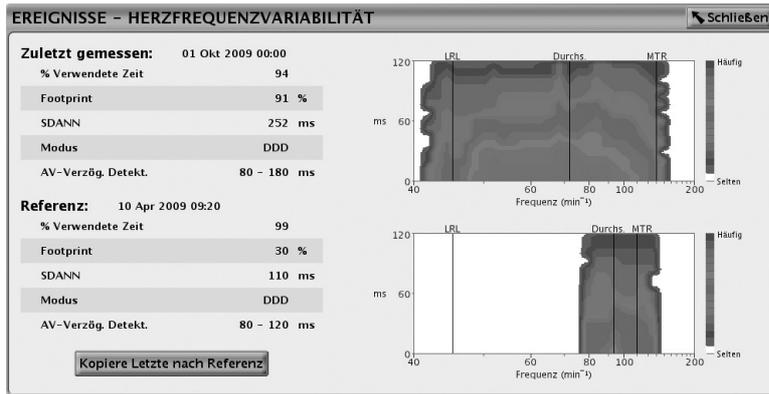 EREIGNISSE – HERZFREQUENZVARIABILITÄT
Schließen
Zuletzt gemessen: 01 Okt 2009 00:00
% Verwendete Zeit 94
Footprint 91 %
SDANN 252 ms
Modus DDD
AV-Verzög. Detekt. 80 - 180 ms
Referenz: 10 Apr 2009 09:20
% Verwendete Zeit 99
Footprint 30 %
SDANN 110 ms
Modus DDD
AV-Verzög. Detekt. 80 - 120 ms
Kopiere Letzte nach Referenz
LRL Durchs. MTR
120
ms 60
0
40 60 80 100 200
Frequenz (min⁻¹)
Häufig
Selten
LRL Durchs. MTR
120
ms 60
0
40 60 80 100 200
Frequenz (min⁻¹)
Häufig
Selten